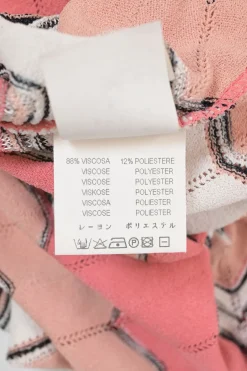 88% VISCOSA 12% POLIESTERE
VISCOSE POLYESTER
VISCOSE POLYESTER
VISKOSE POLYESTER
VISCOSA POLIESTER
VISCOSE POLYESTER
レーヨン ポリエステル